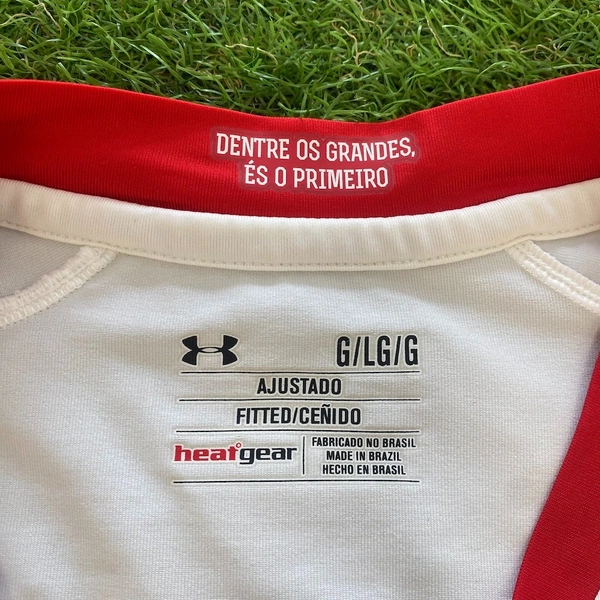 DENTRE OS GRANDES,
ÉS O PRIMEIRO
G/LG/G
AJUSTADO
FITTED/CEÑIDO
heatgear
FABRICADO NO BRASIL
MADE IN BRAZIL
HECHO EN BRASIL